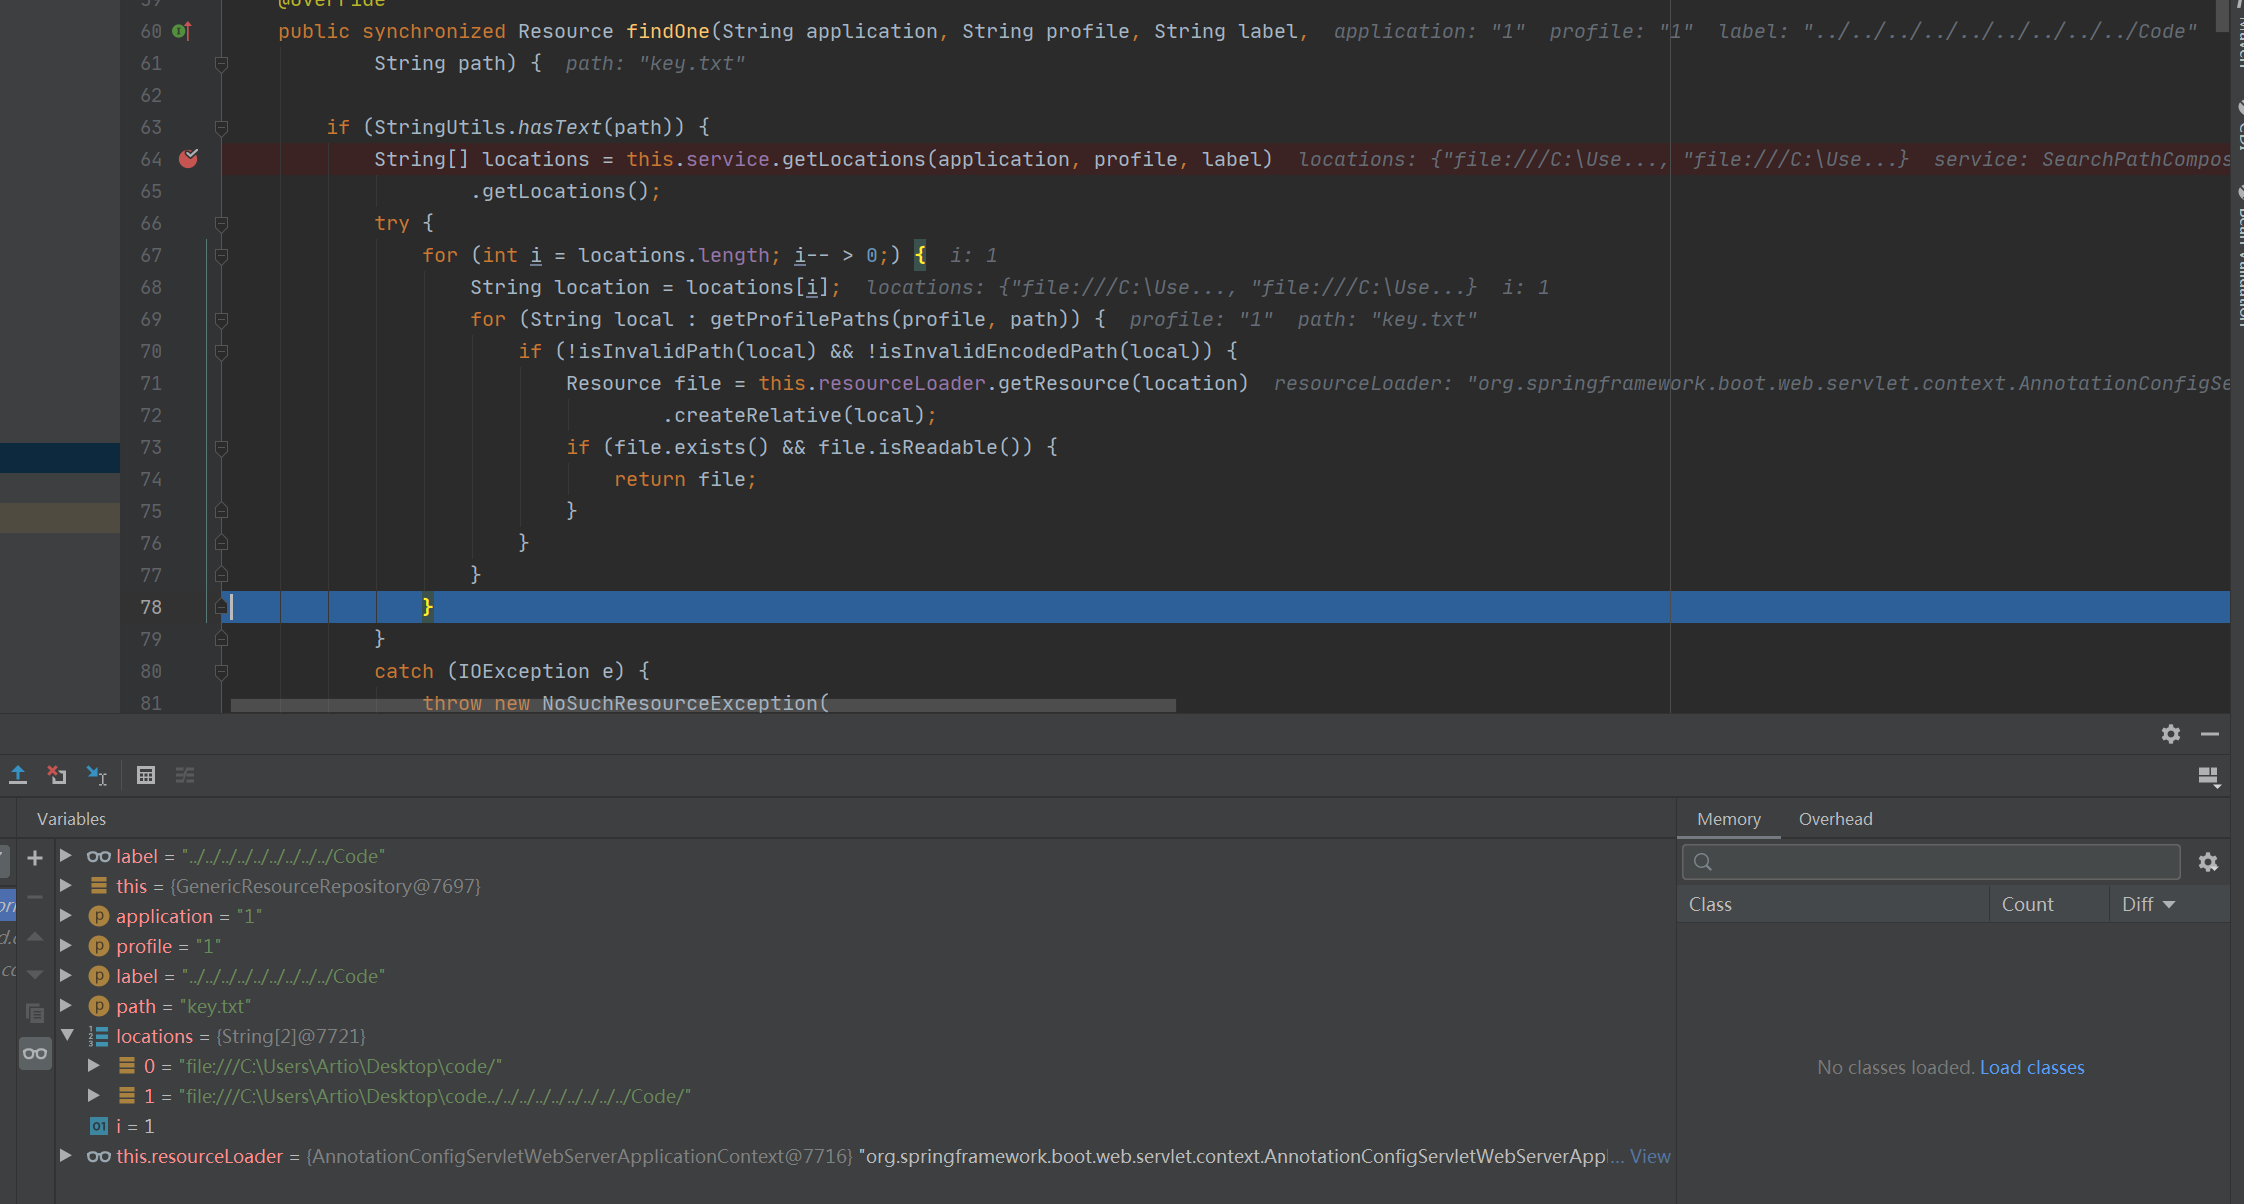 59 @Override
60 public synchronized Resource findOne(String application, String profile, String label, application: "1" profile: "1" label: "../../../../../../../../../Code"
61 String path) { path: "key.txt"
62
63 if (StringUtils.hasText(path)) {
64 String[] locations = this.service.getLocations(application, profile, label) locations: {"file:///C:\Use..., "file:///C:\Use...} service: SearchPathCompos
65 .getLocations();
66 try {
67 for (int i = locations.length; i-- > 0;) { i: 1
68 String location = locations[i]; locations: {"file:///C:\Use..., "file:///C:\Use...} i: 1
69 for (String local : getProfilePaths(profile, path)) { profile: "1" path: "key.txt"
70 if (!isInvalidPath(local) && !isInvalidEncodedPath(local)) {
71 Resource file = this.resourceLoader.getResource(location) resourceLoader: "org.springframework.boot.web.servlet.context.AnnotationConfigSe
72 .createRelative(local);
73 if (file.exists() && file.isReadable()) {
74 return file;
75 }
76 }
77 }
78 }
79 }
80 catch (IOException e) {
81 throw new NoSuchResourceException(
Variables
label = "../../../../../../../../../Code"
this = {GenericResourceRepository@7697}
application = "1"
profile = "1"
label = "../../../../../../../../../Code"
path = "key.txt"
locations = {String[2]@7721}
0 = "file:///C:\Users\Artio\Desktop\code/"
1 = "file:///C:\Users\Artio\Desktop\code../../../../../../../../../Code/"
i = 1
this.resourceLoader = {AnnotationConfigServletWebServerApplicationContext@7716} "org.springframework.boot.web.servlet.context.AnnotationConfigServletWebServerAppl... View
Memory Overhead
Class Count Diff
No classes loaded. Load classes